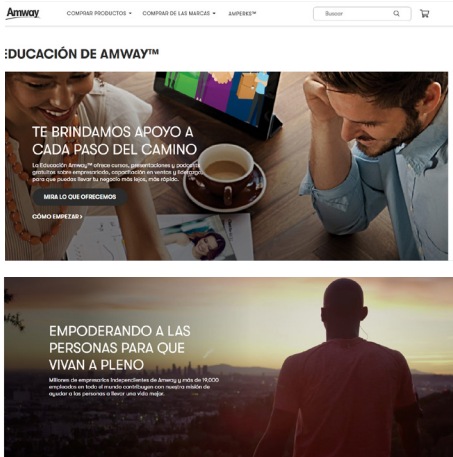 Amway
COMPRAR PRODUCTOS COMPRAR DE LAS MARCAS AMPERKS™ Buscar
EDUCACIÓN DE AMWAY™
TE BRINDAMOS APOYO A
CADA PASO DEL CAMINO
La Educación Amway™ ofrece cursos, presentaciones y podcasts
gratuitos sobre empresariado, capacitación en ventas y liderazgo
para que puedas llevar tu negocio más lejos, más rápido.
MIRA LO QUE OFRECEMOS
CÓMO EMPEZAR >
EMPODERANDO A LAS
PERSONAS PARA QUE
VIVAN A PLENO
Millones de empresarios independientes de Amway y más de 19,000
empleados en todo el mundo contribuyen con nuestra misión de
ayudar a las personas a llevar una vida mejor.